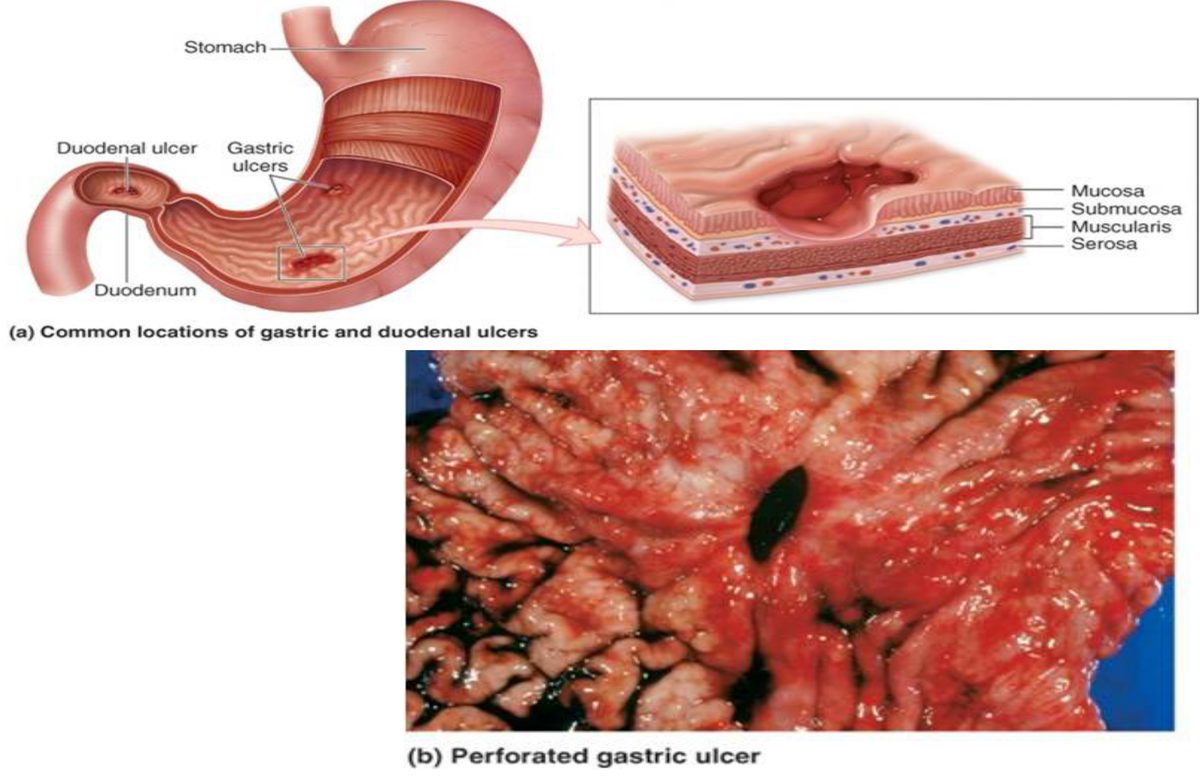 Stomach
Duodenal ulcer
Gastric
ulcers
Duodenum
Mucosa
Submucosa
Muscularis
Serosa
(a) Common locations of gastric and duodenal ulcers
(b) Perforated gastric ulcer